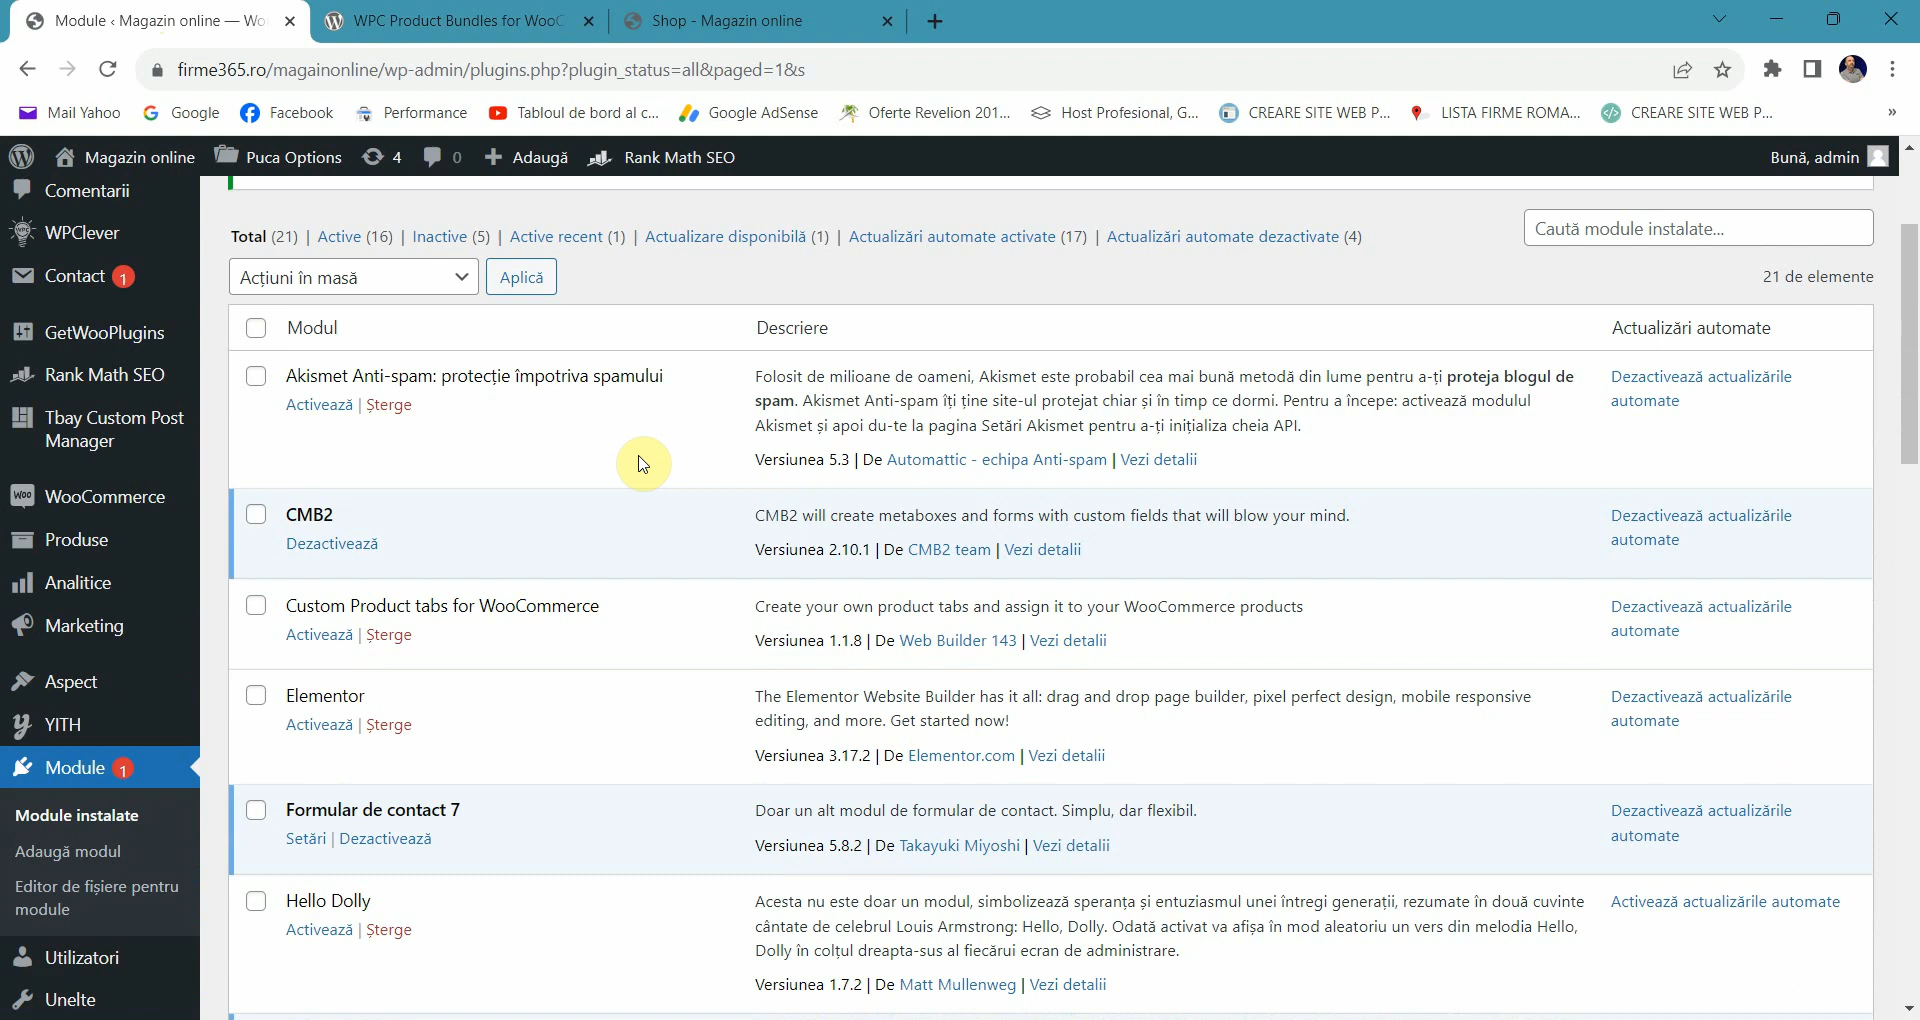 Module ‹ Magazin online — Wo
WPC Product Bundles for WooC
Shop - Magazin online
firme365.ro/magainonline/wp-admin/plugins.php?plugin_status=all&paged=1&s
Mail Yahoo
Google
Facebook
Performance
Tabloul de bord al c...
Google AdSense
Oferte Revelion 201...
Host Profesional, G...
CREARE SITE WEB P...
LISTA FIRME ROMA...
CREARE SITE WEB P...
»
Magazin online
Puca Options
4
0
Adaugă
Rank Math SEO
Bună, admin
Comentarii
WPClever
Contact 1
GetWooPlugins
Rank Math SEO
Tbay Custom Post
Manager
WooCommerce
Produse
Analitice
Marketing
Aspect
YITH
Module 1
Module instalate
Adaugă modul
Editor de fișiere pentru
module
Utilizatori
Unelte
Total (21) | Active (16) | Inactive (5) | Active recent (1) | Actualizare disponibilă (1) | Actualizări automate activate (17) | Actualizări automate dezactivate (4)
Caută module instalate...
Acțiuni în masă
Aplică
21 de elemente
Modul
Descriere
Actualizări automate
Akismet Anti-spam: protecție împotriva spamului
Activează | Șterge
Folosit de milioane de oameni, Akismet este probabil cea mai bună metodă din lume pentru a-ți proteja blogul de
spam. Akismet Anti-spam îți ține site-ul protejat chiar și în timp ce dormi. Pentru a începe: activează modulul
Akismet și apoi du-te la pagina Setări Akismet pentru a-ți inițializa cheia API.
Versiunea 5.3 | De Automattic - echipa Anti-spam | Vezi detalii
Dezactivează actualizările
automate
CMB2
Dezactivează
CMB2 will create metaboxes and forms with custom fields that will blow your mind.
Versiunea 2.10.1 | De CMB2 team | Vezi detalii
Dezactivează actualizările
automate
Custom Product tabs for WooCommerce
Activează | Șterge
Create your own product tabs and assign it to your WooCommerce products
Versiunea 1.1.8 | De Web Builder 143 | Vezi detalii
Dezactivează actualizările
automate
Elementor
Activează | Șterge
The Elementor Website Builder has it all: drag and drop page builder, pixel perfect design, mobile responsive
editing, and more. Get started now!
Versiunea 3.17.2 | De Elementor.com | Vezi detalii
Dezactivează actualizările
automate
Formular de contact 7
Setări | Dezactivează
Doar un alt modul de formular de contact. Simplu, dar flexibil.
Versiunea 5.8.2 | De Takayuki Miyoshi | Vezi detalii
Dezactivează actualizările
automate
Hello Dolly
Activează | Șterge
Acesta nu este doar un modul, simbolizează speranța și entuziasmul unei întregi generații, rezumate în două cuvinte
cântate de celebrul Louis Armstrong: Hello, Dolly. Odată activat va afișa în mod aleatoriu un vers din melodia Hello,
Dolly în colțul dreapta-sus al fiecărui ecran de administrare.
Versiunea 1.7.2 | De Matt Mullenweg | Vezi detalii
Activează actualizările automate